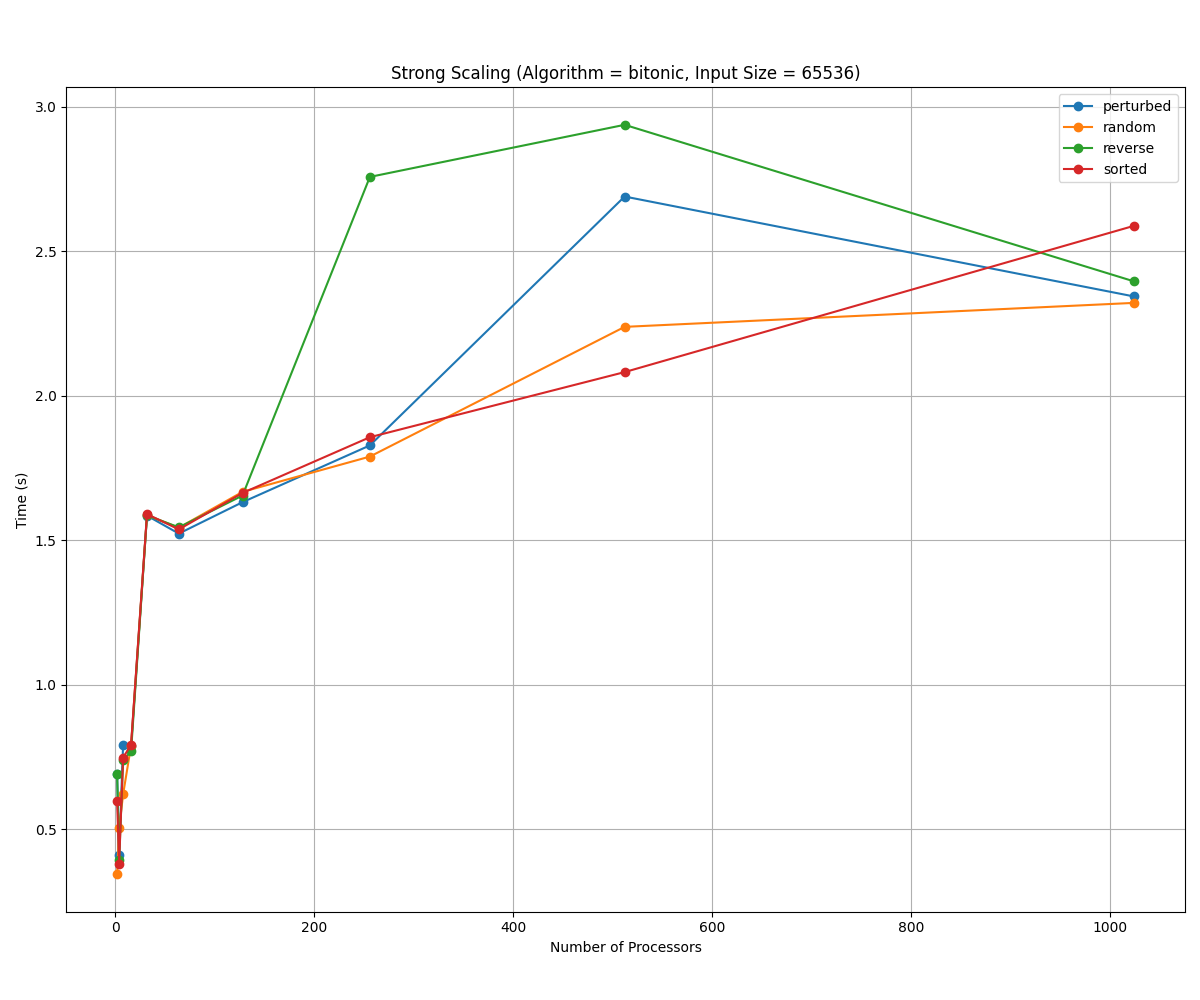 Strong Scaling (Algorithm = bitonic, Input Size = 65536)
perturbed
random
reverse
sorted
3.0
2.5
2.0
1.5
1.0
0.5
Time (s)
0 200 400 600 800 1000
Number of Processors